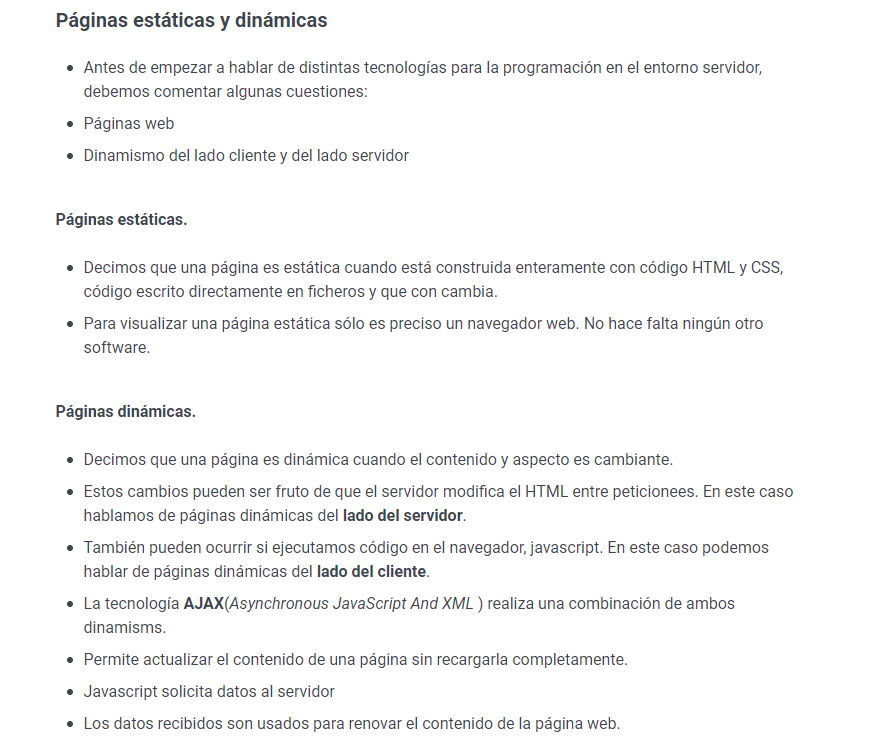 Páginas estáticas y dinámicas
Antes de empezar a hablar de distintas tecnologías para la programación en el entorno servidor,
debemos comentar algunas cuestiones:
Páginas web
Dinamismo del lado cliente y del lado servidor
Páginas estáticas.
Decimos que una página es estática cuando está construida enteramente con código HTML y CSS,
código escrito directamente en ficheros y que con cambia.
Para visualizar una página estática sólo es preciso un navegador web. No hace falta ningún otro
software.
Páginas dinámicas.
Decimos que una página es dinámica cuando el contenido y aspecto es cambiante.
Estos cambios pueden ser fruto de que el servidor modifica el HTML entre peticionees. En este caso
hablamos de páginas dinámicas del lado del servidor.
También pueden ocurrir si ejecutamos código en el navegador, javascript. En este caso podemos
hablar de páginas dinámicas del lado del cliente.
La tecnología AJAX(Asynchronous JavaScript And XML ) realiza una combinación de ambos
dinamisms.
Permite actualizar el contenido de una página sin recargarla completamente.
Javascript solicita datos al servidor
Los datos recibidos son usados para renovar el contenido de la página web.